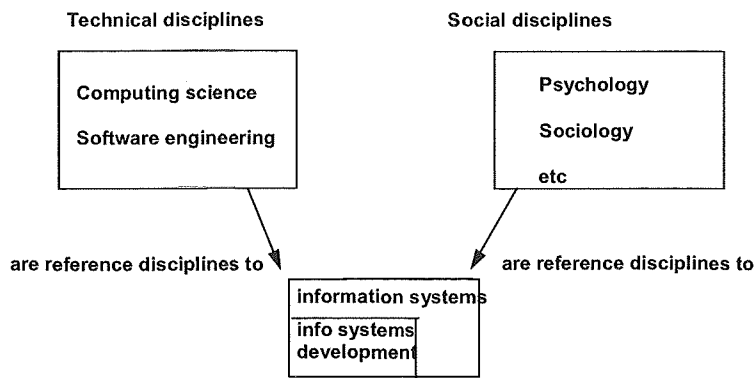 Technical disciplines
Social disciplines
Computing science
Software engineering
Psychology
Sociology
etc
are reference disciplines to
are reference disciplines to
information systems
info systems
development